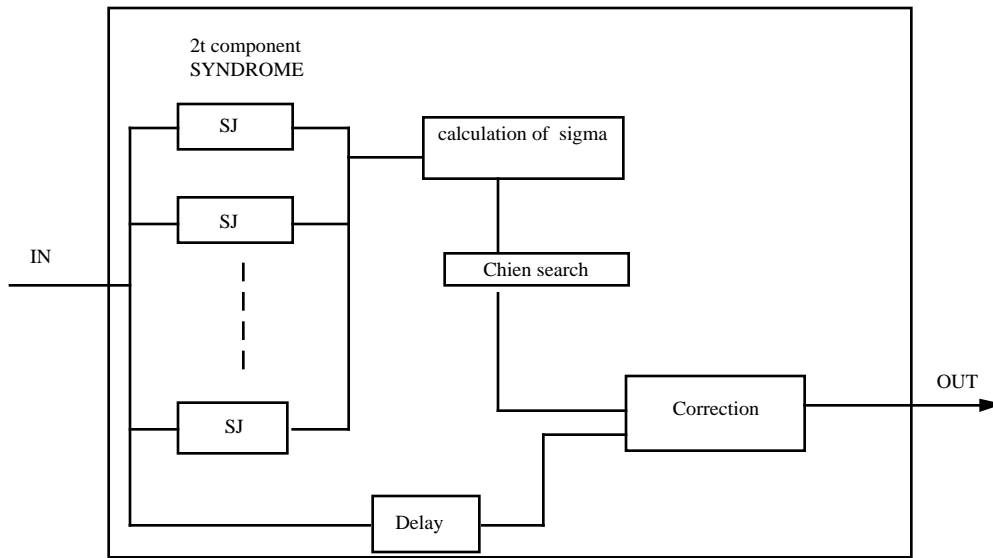 2t component
SYNDROME
SJ
calculation of sigma
SJ
IN
Chien search
OUT
Correction
SJ
Delay